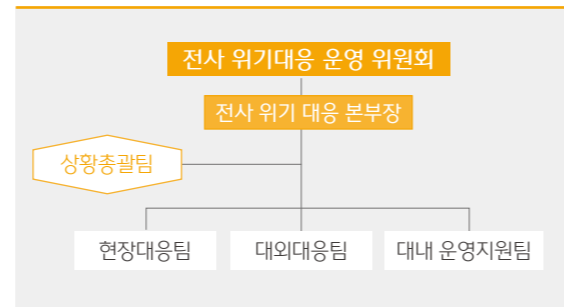 전사 위기대응 운영 위원회
전사 위기 대응 본부장
상황총괄팀
현장대응팀
대외대응팀
대내 운영지원팀